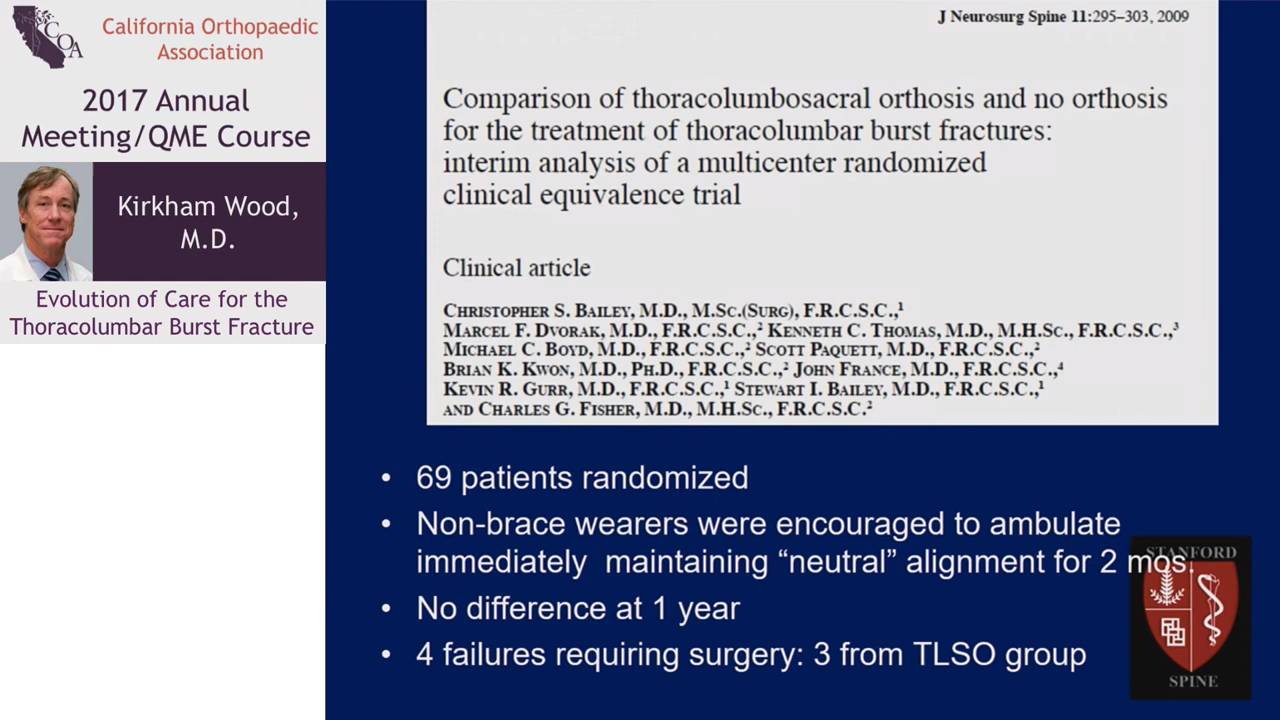 COA
California Orthopaedic
Association
2017 Annual
Meeting/QME Course
Kirkham Wood,
M.D.
Evolution of Care for the
Thoracolumbar Burst Fracture
J Neurosurg Spine 11:295–303, 2009
Comparison of thoracolumbosacral orthosis and no orthosis
for the treatment of thoracolumbar burst fractures:
interim analysis of a multicenter randomized
clinical equivalence trial
Clinical article
CHRISTOPHER S. BAILEY, M.D., M.SC.(SURG), F.R.C.S.C.,¹
MARCEL F. DVORAK, M.D., F.R.C.S.C.,² KENNETH C. THOMAS, M.D., M.H.SC., F.R.C.S.C.,³
MICHAEL C. BOYD, M.D., F.R.C.S.C.,² SCOTT PAQUETT, M.D., F.R.C.S.C.,²
BRIAN K. KWON, M.D., PH.D., F.R.C.S.C.,² JOHN FRANCE, M.D., F.R.C.S.C.,⁴
KEVIN R. GURR, M.D., F.R.C.S.C.,¹ STEWART I. BAILEY, M.D., F.R.C.S.C.,¹
AND CHARLES G. FISHER, M.D., M.H.SC., F.R.C.S.C.²
• 69 patients randomized
• Non-brace wearers were encouraged to ambulate
immediately maintaining “neutral” alignment for 2 mos.
• No difference at 1 year
• 4 failures requiring surgery: 3 from TLSO group
STANFORD
SPINE